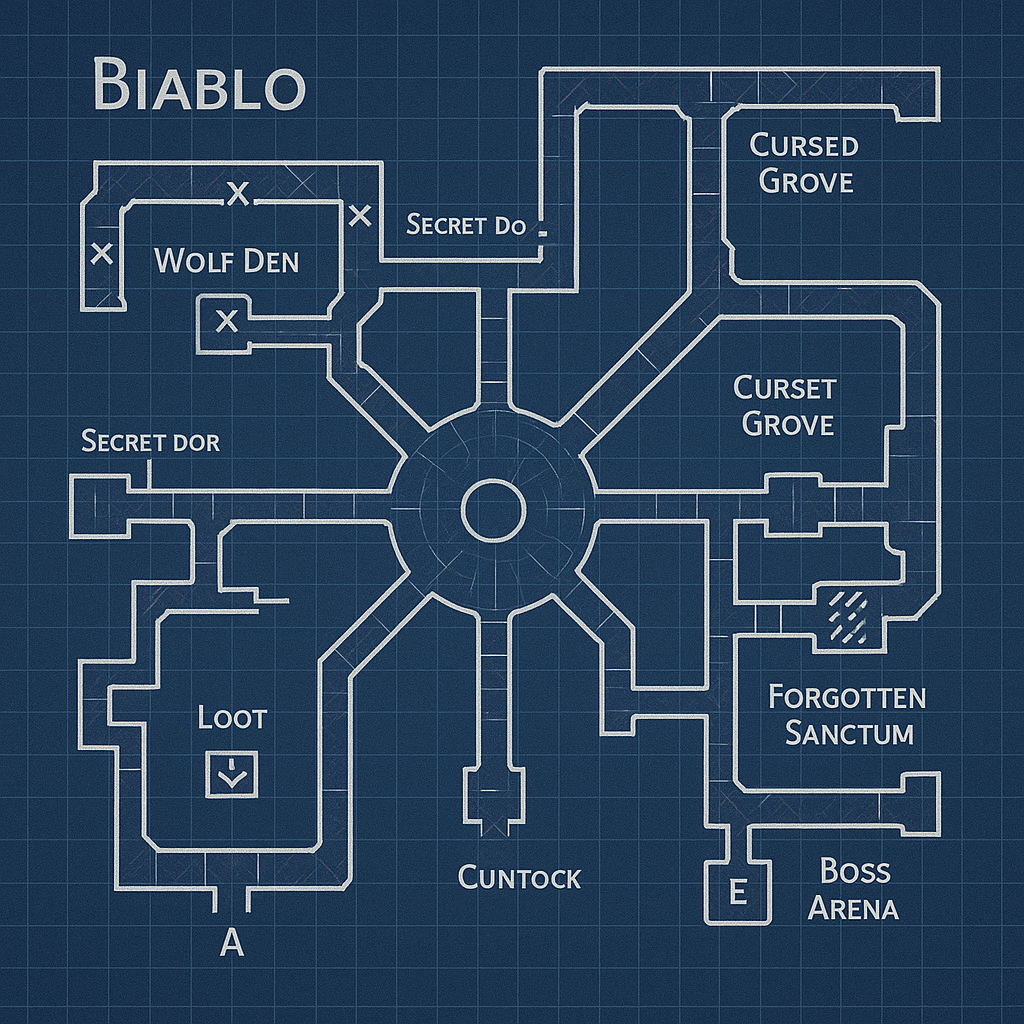 BIABLO
CURSED
GROVE
X
X
SECRET DO
X
WOLF DEN
X
CURSET
GROVE
SECRET DOR
FORGOTTEN
SANCTUM
LOOT
CUNTOCK
BOSS
ARENA
E
A